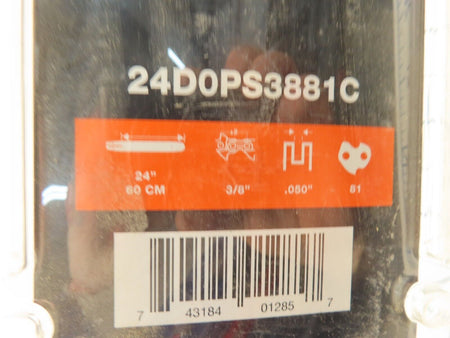 24D0PS3881C
24" 3/8" .050" 81
60 CM
7 43184 01285 7